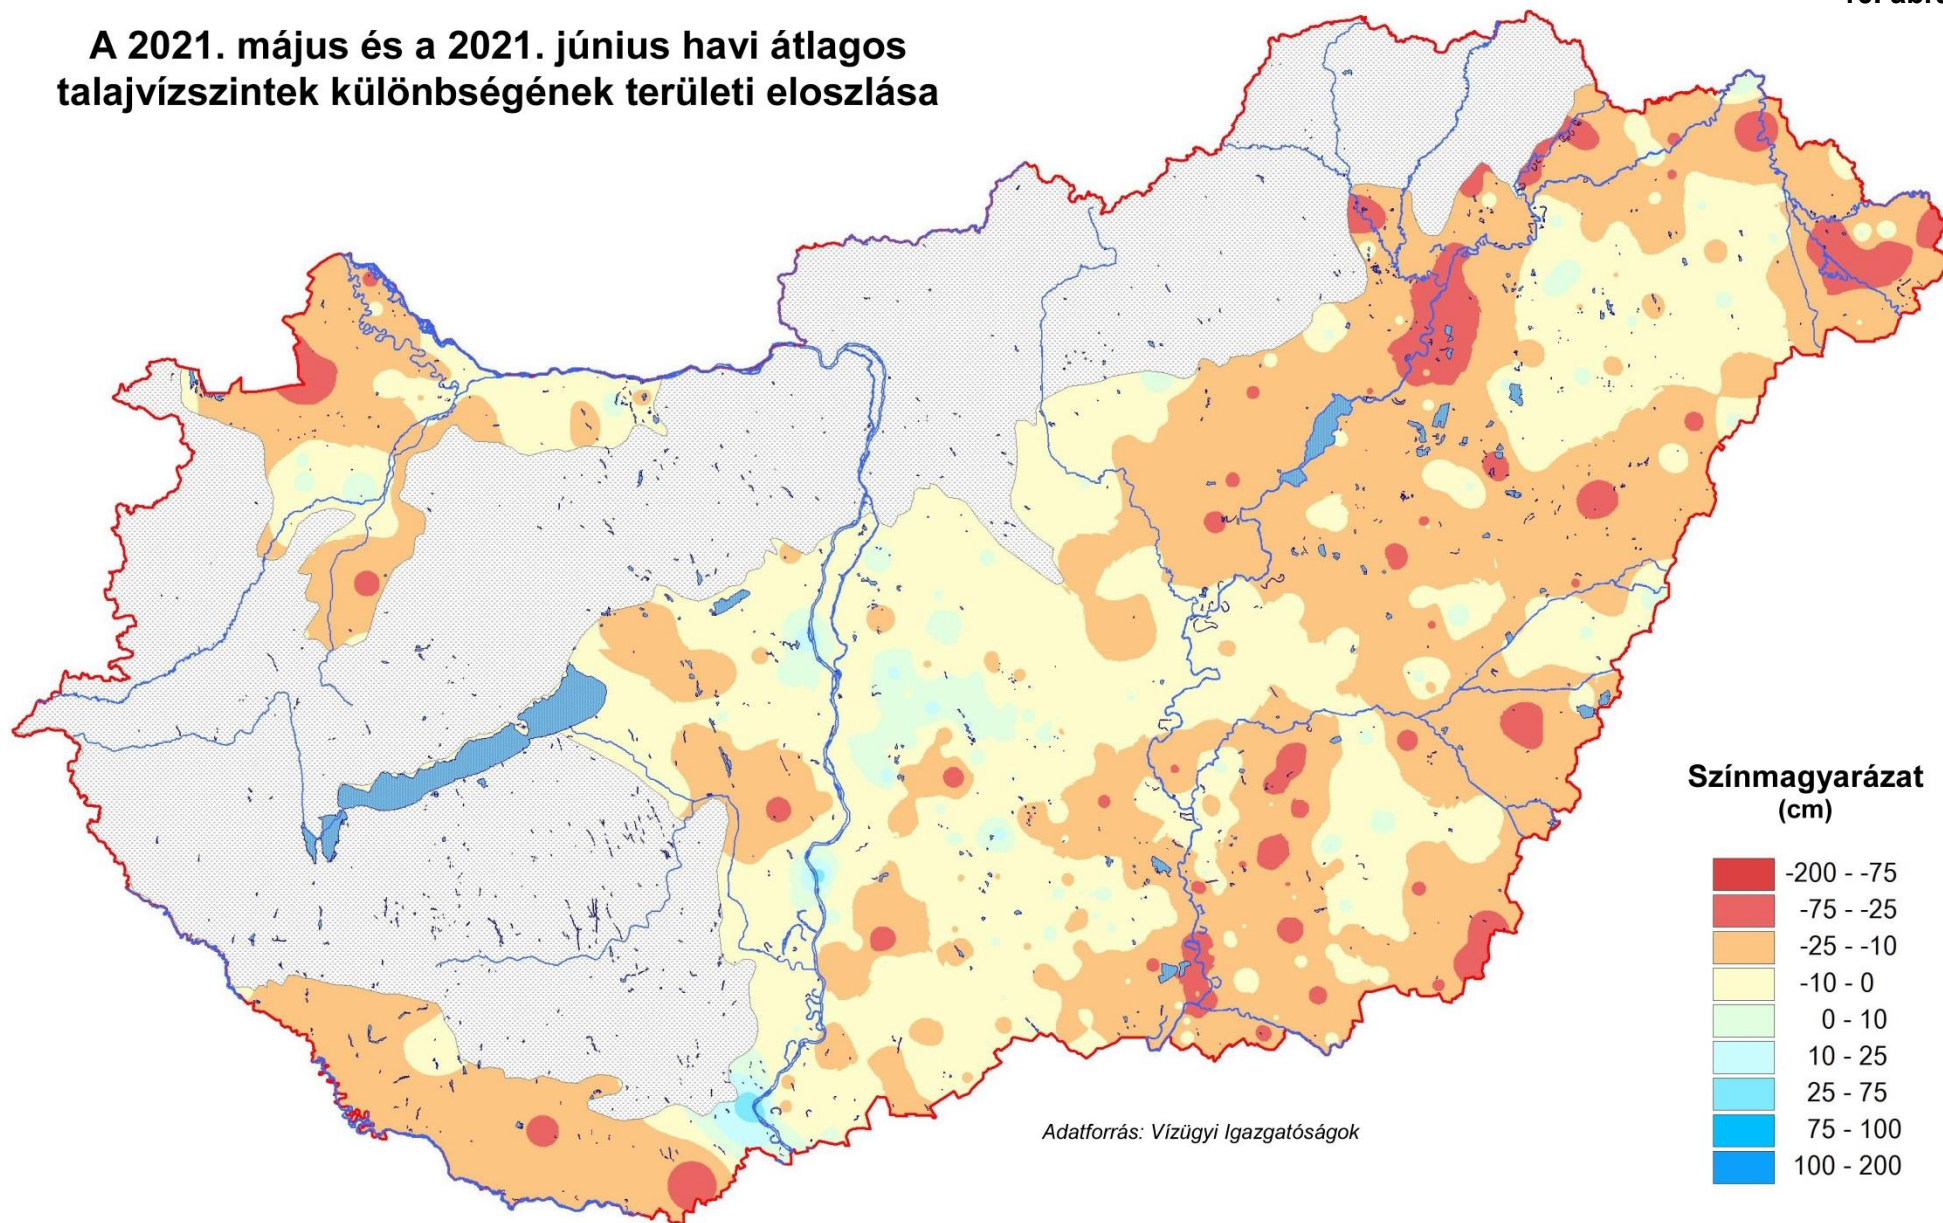 A 2021. május és a 2021. június havi átlagos
talajvízszintek különbségének területi eloszlása
Színmagyarázat
(cm)
-200 - -75
-75 - -25
-25 - -10
-10 - 0
0 - 10
10 - 25
25 - 75
75 - 100
100 - 200
Adatforrás: Vízügyi Igazgatóságok